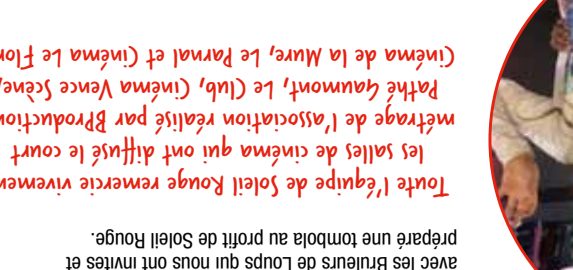 avec les Bruleurs de Loups qui nous ont invités et
préparé une tombola au profit de Soleil Rouge.
Toute l'équipe de Soleil Rouge remercie vivemen
les salles de cinéma qui ont diffusé le court
métrage de l'association réalisé par BProduction
Pathé Gaumont, Le Club, Cinéma Vence Scène,
Cinéma de la Mure, Le Parnal et Cinéma Le Flor